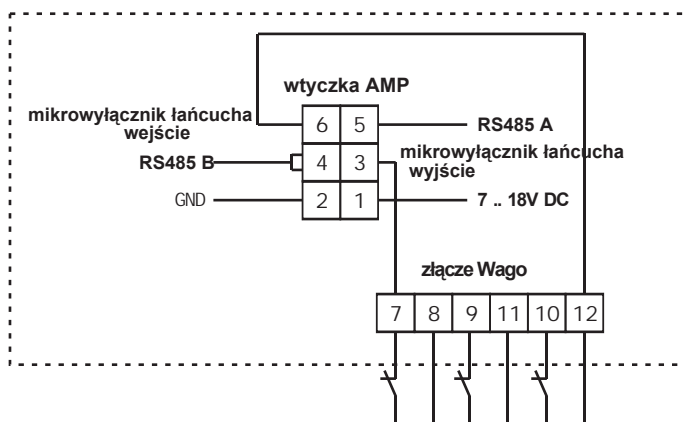 wtyczka AMP
mikrowyłącznik łańcucha
wejście
6 5
RS485 A
RS485 B
4 3
mikrowyłącznik łańcucha
wyjście
GND
2 1
7 .. 18V DC
złącze Wago
7 8 9 11 10 12